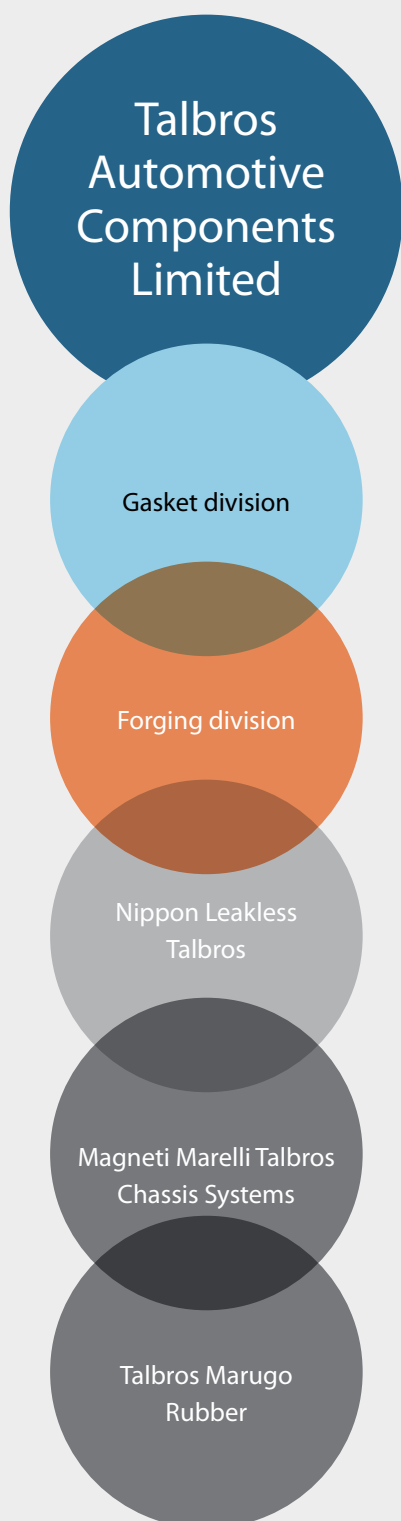 Talbros
Automotive
Components
Limited
Gasket division
Forging division
Nippon Leakless
Talbros
Magneti Marelli Talbros
Chassis Systems
Talbros Marugo
Rubber